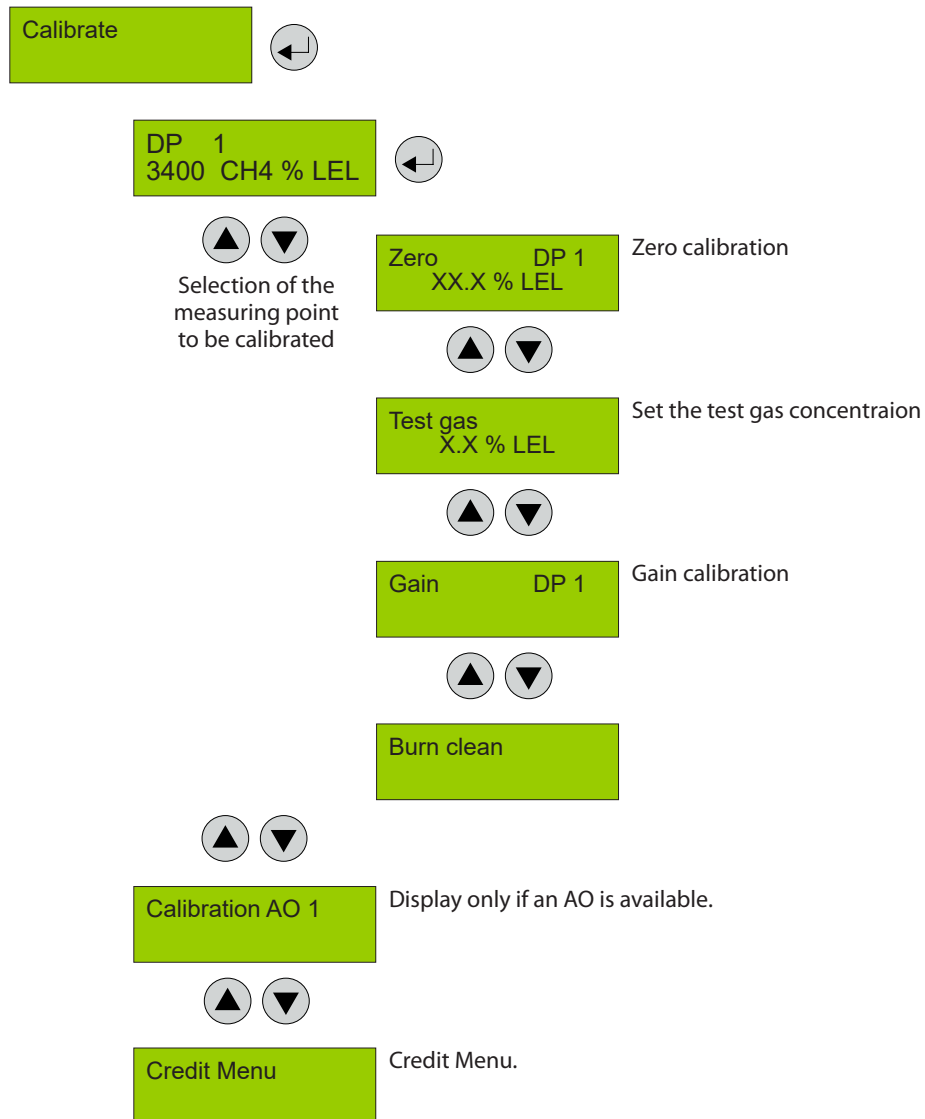 Calibrate
DP 1
3400 CH4 % LEL
Selection of the
measuring point
to be calibrated
Zero DP 1
XX.X % LEL
Zero calibration
Test gas
X.X % LEL
Set the test gas concentraion
Gain DP 1
Gain calibration
Burn clean
Calibration AO 1
Display only if an AO is available.
Credit Menu
Credit Menu.